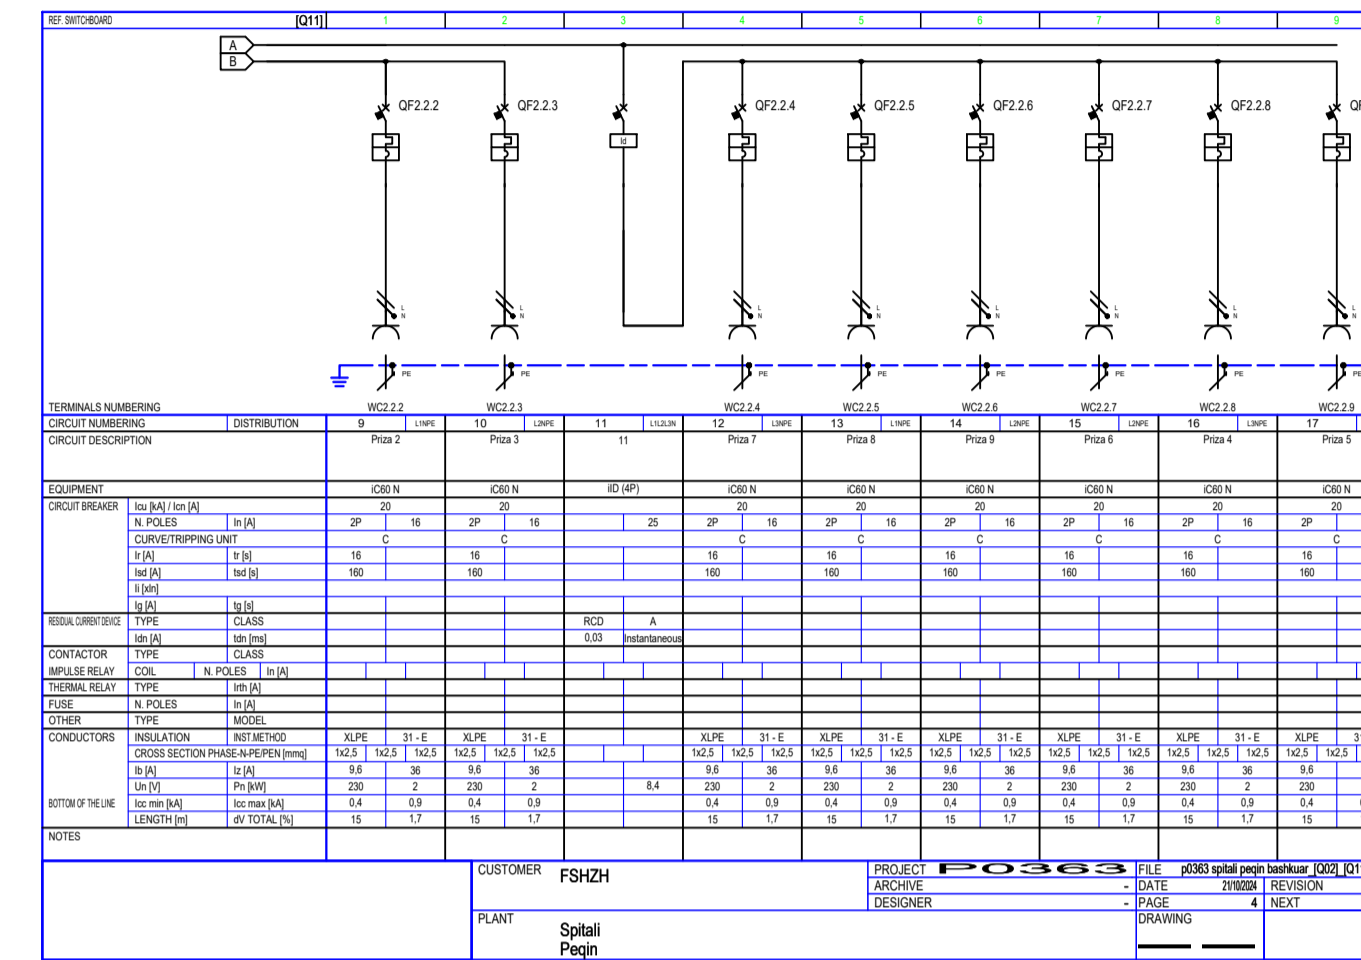 REF. SWITCHBOARD [Q11] 1 2 3 4 5 6 7 8 9
A
B
QF2.2.2 QF2.2.3 QF2.2.4 QF2.2.5 QF2.2.6 QF2.2.7 QF2.2.8
Id
L L L L L L L L
N N N N N N N N
PE PE PE PE PE PE PE PE
TERMINALS NUMBERING WC2.2.2 WC2.2.3 WC2.2.4 WC2.2.5 WC2.2.6 WC2.2.7 WC2.2.8 WC2.2.9
CIRCUIT NUMBERING DISTRIBUTION 9 L1NPE 10 L2NPE 11 L1L2L3N 12 L3NPE 13 L1NPE 14 L2NPE 15 L2NPE 16 L3NPE 17
CIRCUIT DESCRIPTION Priza 2 Priza 3 11 Priza 7 Priza 8 Priza 9 Priza 6 Priza 4 Priza 5
EQUIPMENT iC60 N iC60 N iID (4P) iC60 N iC60 N iC60 N iC60 N iC60 N iC60 N
CIRCUIT BREAKER Icu [kA] / Icn [A] 20 20 20 20 20 20 20 20
N. POLES In [A] 2P 16 2P 16 25 2P 16 2P 16 2P 16 2P 16 2P 16 2P
CURVE/TRIPPING UNIT C C C C C C C C
Ir [A] tr [s] 16 16 16 16 16 16 16 16
Isd [A] tsd [s] 160 160 160 160 160 160 160 160
Ii [xIn]
Ig [A] tg [s]
RESIDUAL CURRENT DEVICE TYPE CLASS RCD A
Idn [A] tdn [ms] 0,03 Instantaneous
CONTACTOR TYPE CLASS
IMPULSE RELAY COIL N. POLES In [A]
THERMAL RELAY TYPE Irth [A]
FUSE N. POLES In [A]
OTHER TYPE MODEL
CONDUCTORS INSULATION INST.METHOD XLPE 31 - E XLPE 31 - E XLPE 31 - E XLPE 31 - E XLPE 31 - E XLPE 31 - E XLPE 31 - E XLPE
CROSS SECTION PHASE-N-PE/PEN [mmq] 1x2,5 1x2,5 1x2,5 1x2,5 1x2,5 1x2,5 1x2,5 1x2,5 1x2,5 1x2,5 1x2,5 1x2,5 1x2,5 1x2,5 1x2,5 1x2,5 1x2,5 1x2,5 1x2,5 1x2,5 1x2,5 1x2,5 1x2,5
Ib [A] Iz [A] 9,6 36 9,6 36 9,6 36 9,6 36 9,6 36 9,6 36 9,6 36 9,6
Un [V] Pn [kW] 230 2 230 2 8,4 230 2 230 2 230 2 230 2 230 2 230
BOTTOM OF THE LINE Icc min [kA] Icc max [kA] 0,4 0,9 0,4 0,9 0,4 0,9 0,4 0,9 0,4 0,9 0,4 0,9 0,4 0,9 0,4
LENGTH [m] dV TOTAL [%] 15 1,7 15 1,7 15 1,7 15 1,7 15 1,7 15 1,7 15 1,7 15
NOTES
CUSTOMER FSHZH
PROJECT P0363 FILE p0363 spitali peqin bashkuar_[Q02]_[Q1
ARCHIVE - DATE 21/10/2024 REVISION
DESIGNER - PAGE 4 NEXT
PLANT Spitali
Peqin
DRAWING